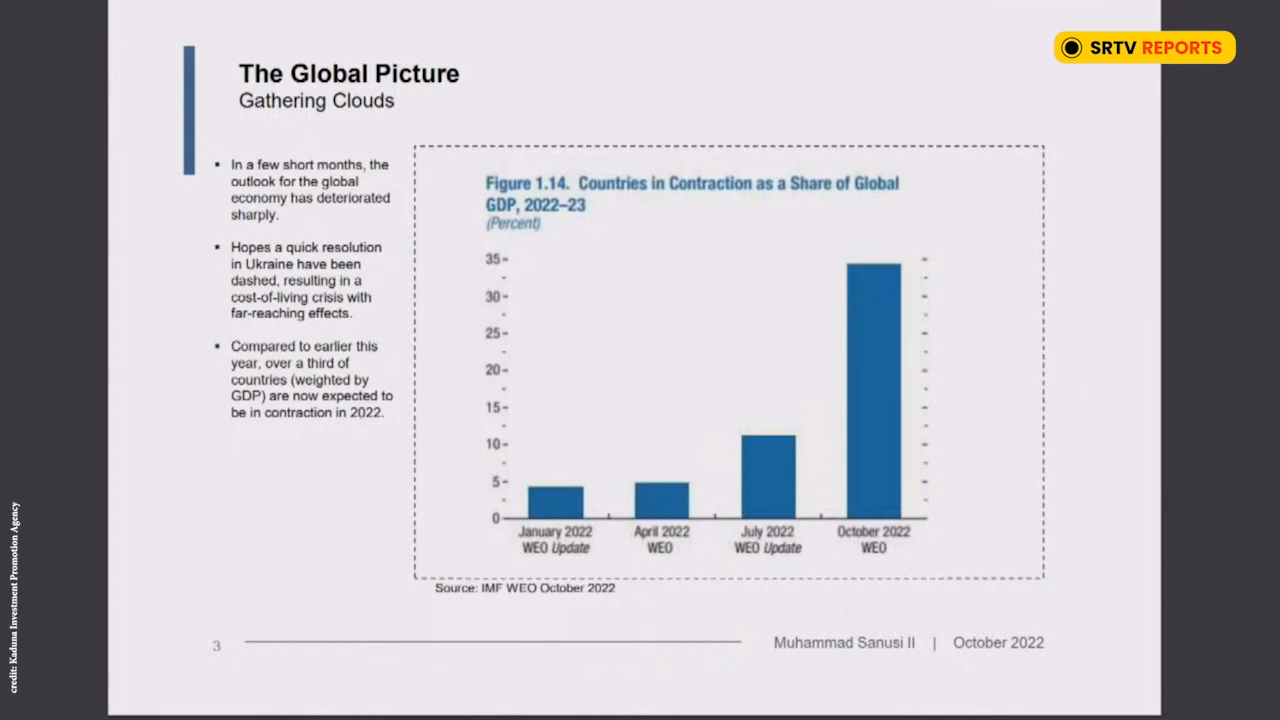 SRTV REPORTS
The Global Picture
Gathering Clouds
▪ In a few short months, the
outlook for the global
economy has deteriorated
sharply.
▪ Hopes a quick resolution
in Ukraine have been
dashed, resulting in a
cost-of-living crisis with
far-reaching effects.
▪ Compared to earlier this
year, over a third of
countries (weighted by
GDP) are now expected to
be in contraction in 2022.
Figure 1.14. Countries in Contraction as a Share of Global
GDP, 2022–23
(Percent)
35
30
25
20
15
10
5
0
January 2022 April 2022 July 2022 October 2022
WEO Update WEO WEO Update WEO
Source: IMF WEO October 2022
3 Muhammad Sanusi II | October 2022
credit: Kaduna Investment Promotion Agency